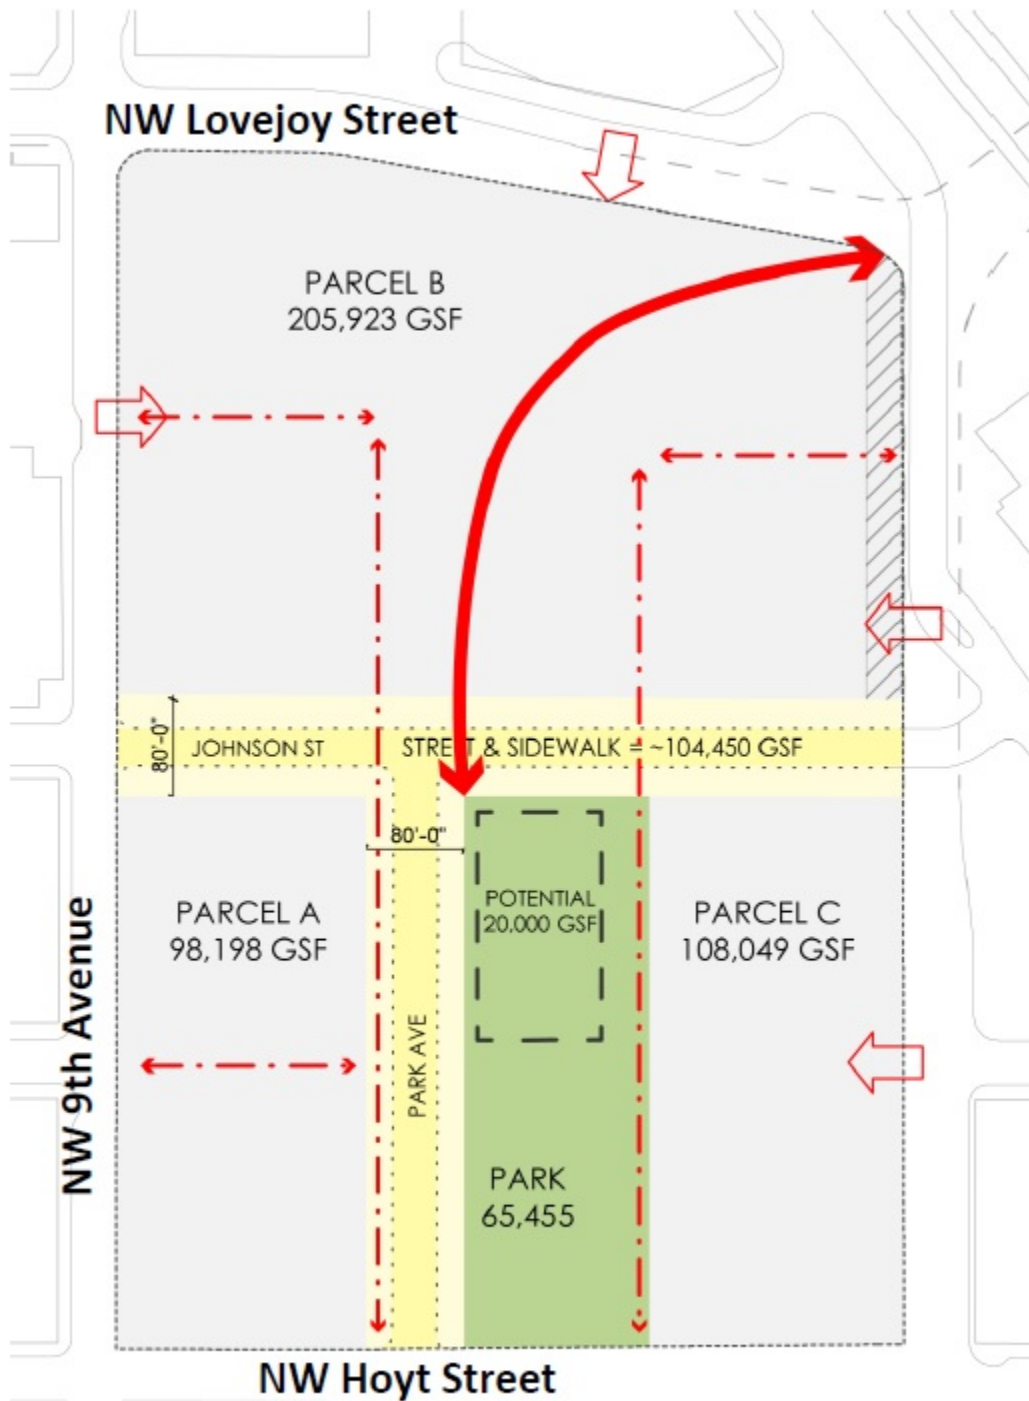 NW Lovejoy Street
PARCEL B
205,923 GSF
80'-0"
JOHNSON ST
STREET & SIDEWALK = ~104,450 GSF
80'-0"
PARCEL A
98,198 GSF
POTENTIAL
20,000 GSF
PARCEL C
108,049 GSF
NW 9th Avenue
PARK AVE
PARK
65,455
NW Hoyt Street